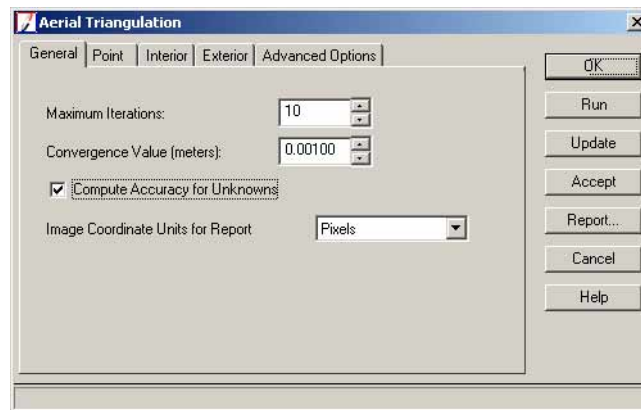 Aerial Triangulation
General Point Interior Exterior Advanced Options
Maximum Iterations: 10
Convergence Value (meters): 0.00100
Compute Accuracy for Unknowns
Image Coordinate Units for Report Pixels
OK
Run
Update
Accept
Report...
Cancel
Help